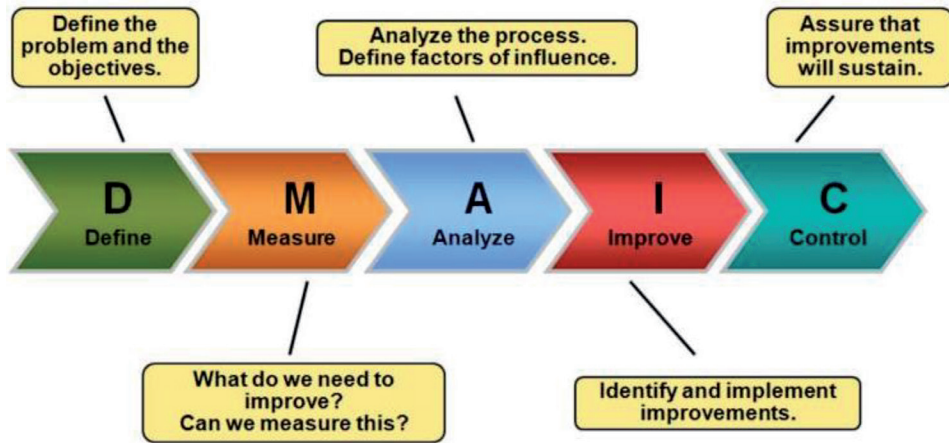 Define the
problem and the
objectives.
Analyze the process.
Define factors of influence.
Assure that
improvements
will sustain.
D
Define
M
Measure
A
Analyze
I
Improve
C
Control
What do we need to
improve?
Can we measure this?
Identify and implement
improvements.